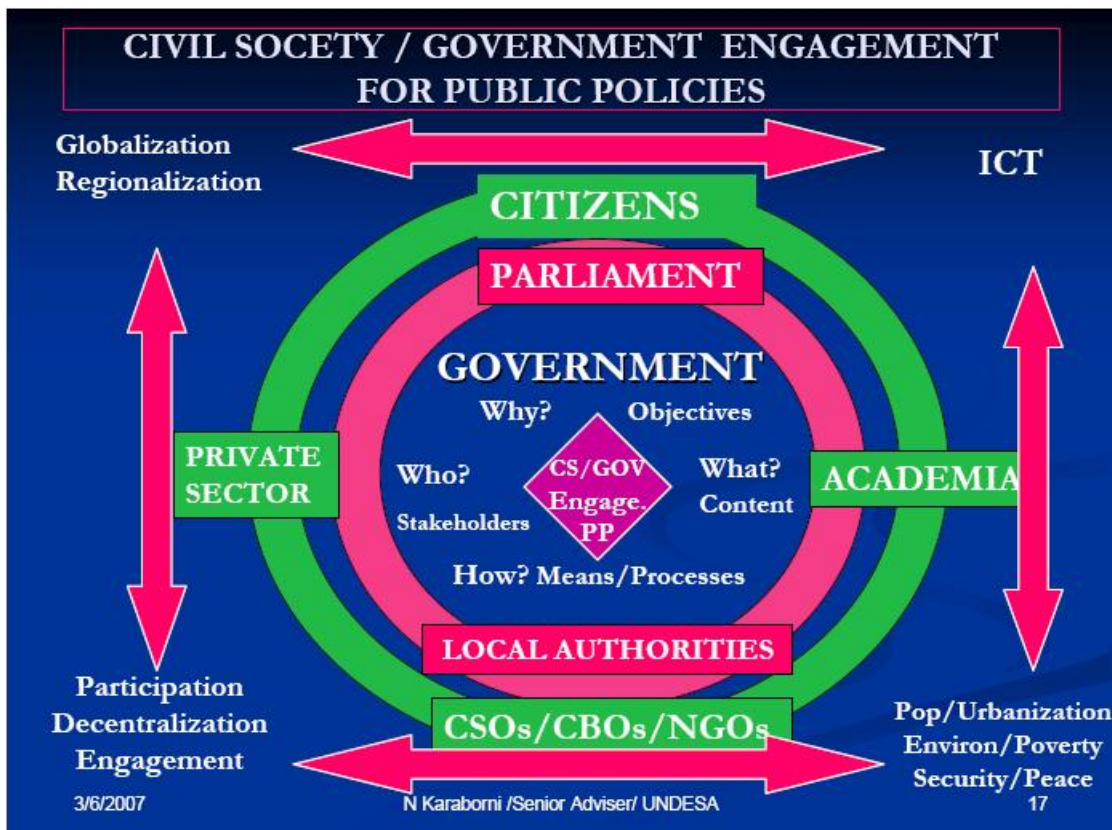 CIVIL SOCETY / GOVERNMENT ENGAGEMENT
FOR PUBLIC POLICIES
Globalization
Regionalization
ICT
CITIZENS
PARLIAMENT
GOVERNMENT
Why?
Objectives
PRIVATE
SECTOR
Who?
Stakeholders
CS/GOV
Engage.
PP
What?
Content
ACADEMIA
How? Means/Processes
LOCAL AUTHORITIES
CSOs/CBOs/NGOs
Participation
Decentralization
Engagement
Pop/Urbanization
Environ/Poverty
Security/Peace
3/6/2007
N Karaborni /Senior Adviser/ UNDESA
17